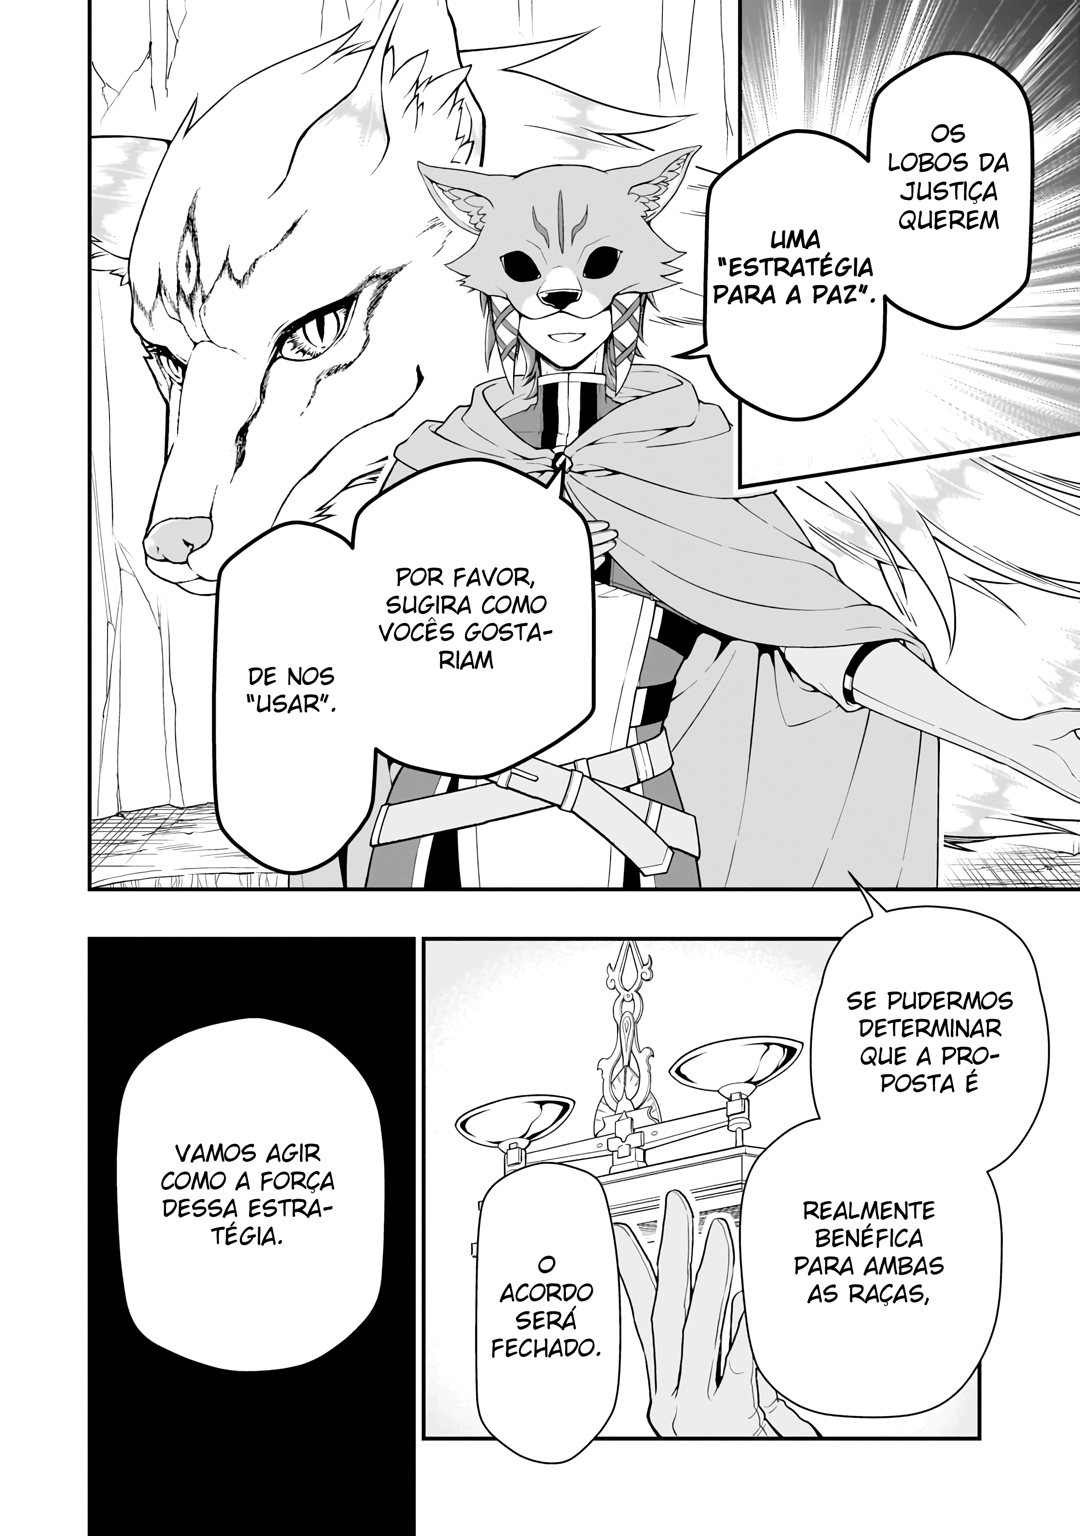 OS
LOBOS DA
JUSTIÇA
QUEREM
UMA
"ESTRATÉGIA
PARA A PAZ".
POR FAVOR,
SUGIRA COMO
VOCÊS GOSTA-
RIAM
DE NOS
"USAR".
SE PUDERMOS
DETERMINAR
QUE A PRO-
POSTA É
REALMENTE
BENÉFICA
PARA AMBAS
AS RAÇAS,
O
ACORDO
SERÁ
FECHADO.
VAMOS AGIR
COMO A FORÇA
DESSA ESTRA-
TÉGIA.